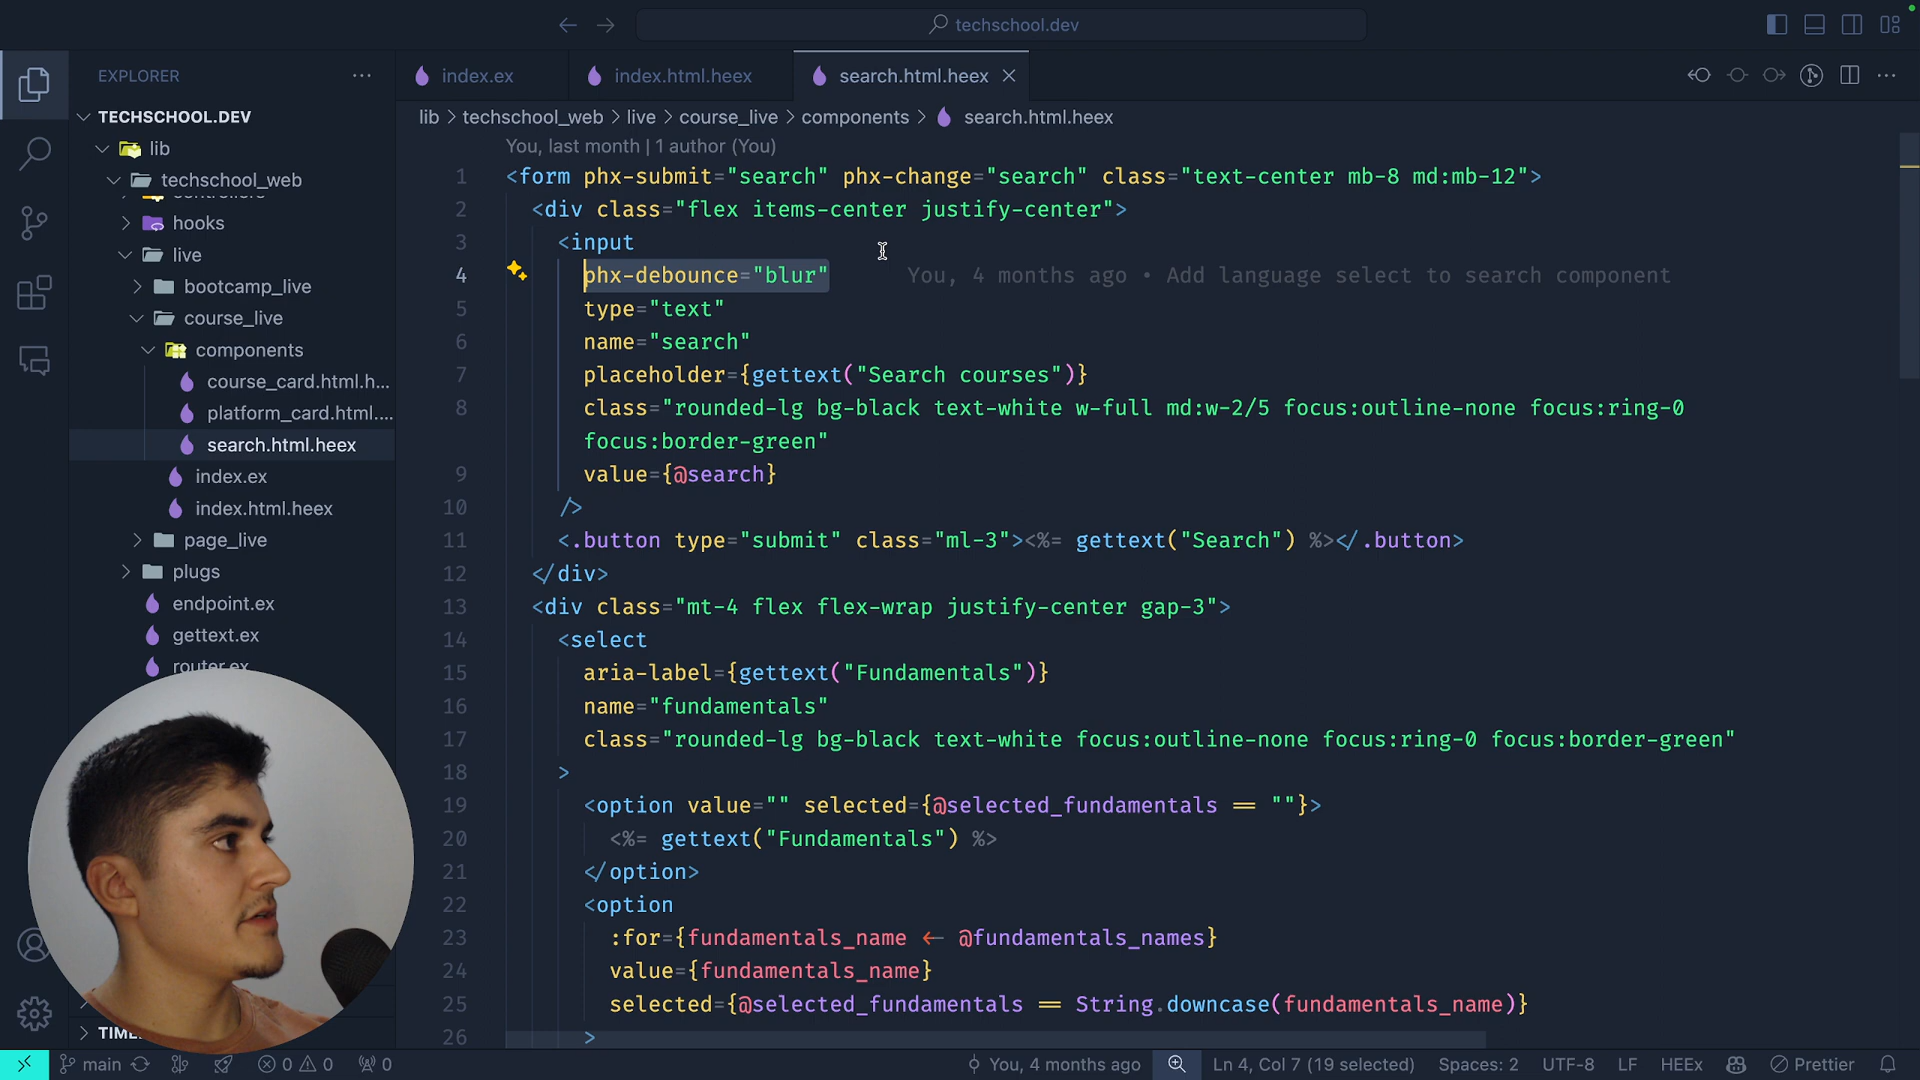 techschool.dev
EXPLORER
index.ex
index.html.heex
search.html.heex
TECHSCHOOL.DEV
lib > techschool_web > live > course_live > components > search.html.heex
lib
techschool_web
hooks
live
bootcamp_live
course_live
components
course_card.html.h...
platform_card.html....
search.html.heex
index.ex
index.html.heex
page_live
plugs
endpoint.ex
gettext.ex
router.ex
TIME
You, last month | 1 author (You)
1 <form phx-submit="search" phx-change="search" class="text-center mb-8 md:mb-12">
2 <div class="flex items-center justify-center">
3 <input
4 phx-debounce="blur" You, 4 months ago • Add language select to search component
5 type="text"
6 name="search"
7 placeholder={gettext("Search courses")}
8 class="rounded-lg bg-black text-white w-full md:w-2/5 focus:outline-none focus:ring-0
focus:border-green"
9 value={@search}
10 />
11 <.button type="submit" class="ml-3"><%= gettext("Search") %></.button>
12 </div>
13 <div class="mt-4 flex flex-wrap justify-center gap-3">
14 <select
15 aria-label={gettext("Fundamentals")}
16 name="fundamentals"
17 class="rounded-lg bg-black text-white focus:outline-none focus:ring-0 focus:border-green"
18 >
19 <option value="" selected={@selected_fundamentals == ""}>
20 <%= gettext("Fundamentals") %>
21 </option>
22 <option
23 :for={fundamentals_name <- @fundamentals_names}
24 value={fundamentals_name}
25 selected={@selected_fundamentals == String.downcase(fundamentals_name)}
26 >
main 0 0 0 You, 4 months ago Ln 4, Col 7 (19 selected) Spaces: 2 UTF-8 LF HEEx Prettier